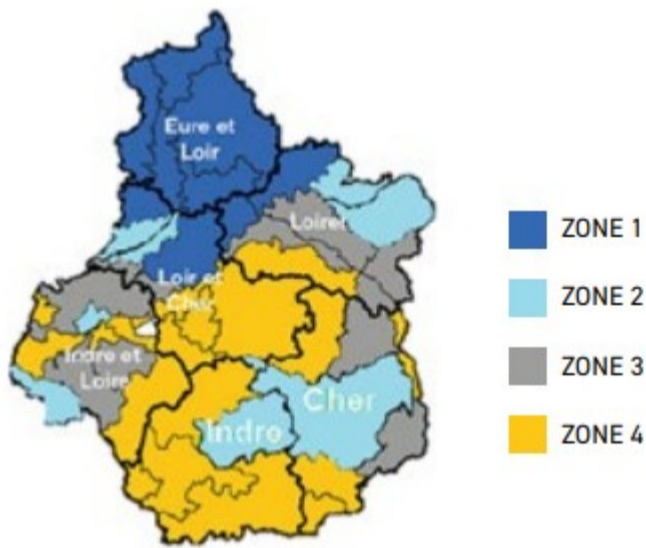 Eure et
Loir
Loiret
Loir et
Cher
Indre et
Loire
Cher
Indro
ZONE 1
ZONE 2
ZONE 3
ZONE 4